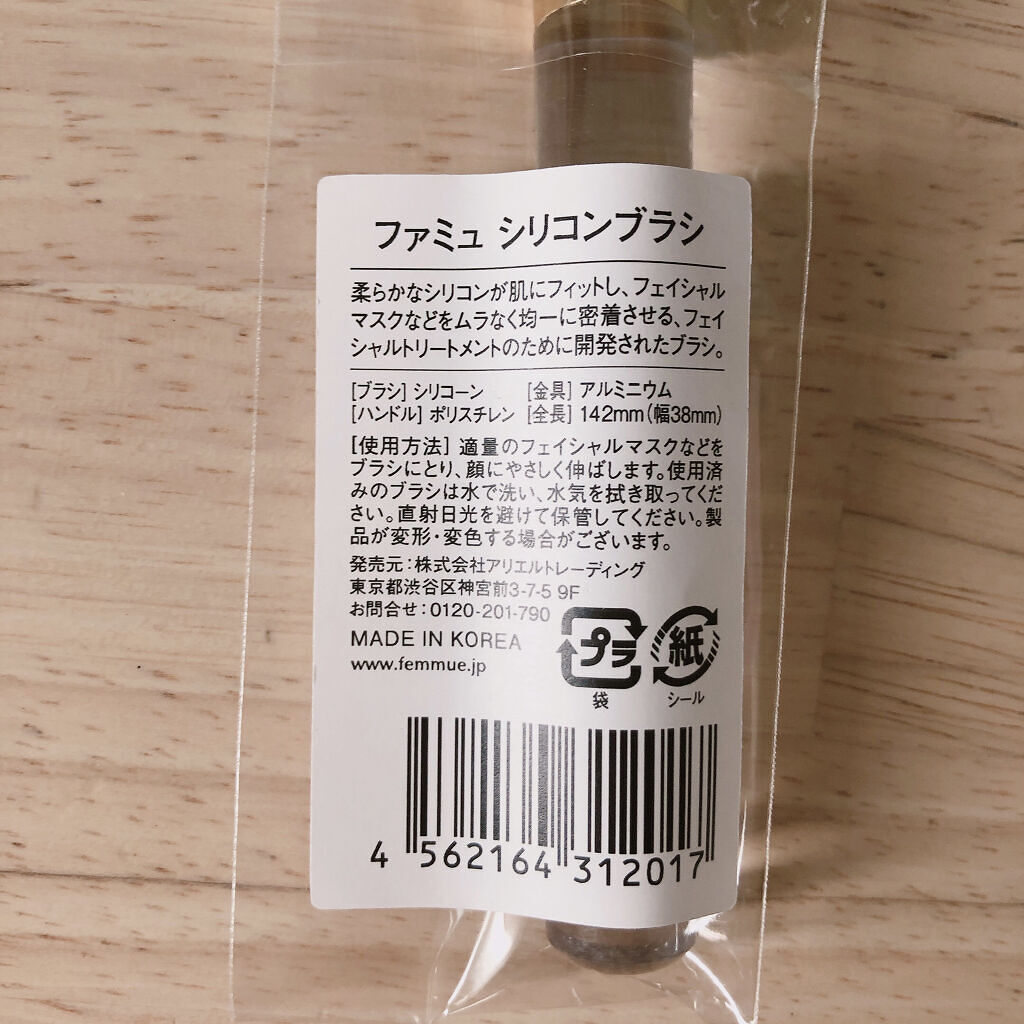 ファミュ シリコンブラシ
柔らかなシリコンが肌にフィットし、フェイシャル
マスクなどをムラなく均一に密着させる、フェイ
シャルトリートメントのために開発されたブラシ。
[ブラシ] シリコーン [金具] アルミニウム
[ハンドル] ポリスチレン [全長] 142mm(幅38mm)
[使用方法] 適量のフェイシャルマスクなどを
ブラシにとり、顔にやさしく伸ばします。使用済
みのブラシは水で洗い、水気を拭き取ってくだ
さい。直射日光を避けて保管してください。製
品が変形・変色する場合がございます。
発売元:株式会社アリエルトレーディング
東京都渋谷区神宮前3-7-5 9F
お問合せ:0120-201-790
MADE IN KOREA
www.femmue.jp
プラ 紙
袋 シール
4 562164 312017